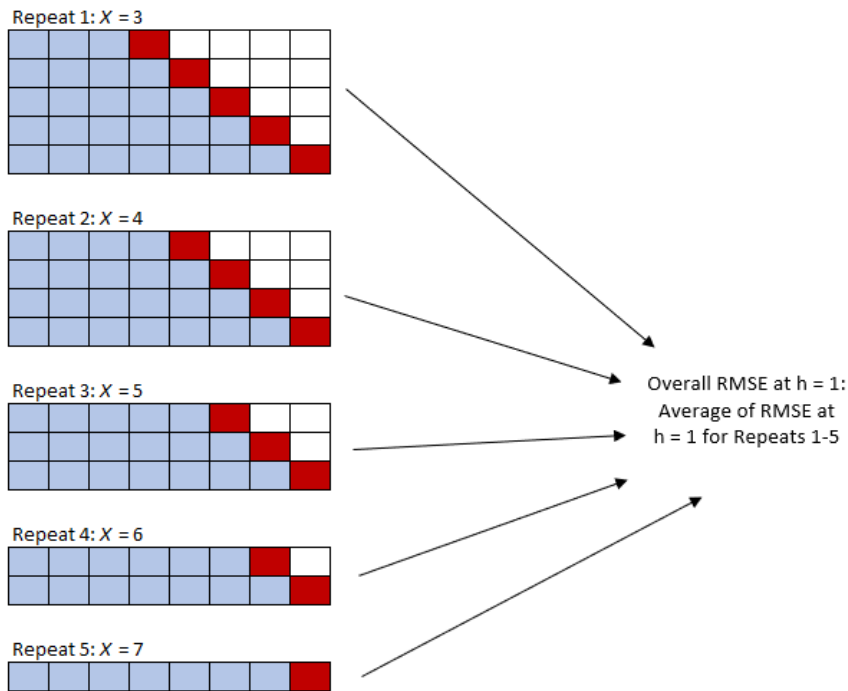 Repeat 1: X = 3
Repeat 2: X = 4
Repeat 3: X = 5
Repeat 4: X = 6
Repeat 5: X = 7
Overall RMSE at h = 1:
Average of RMSE at
h = 1 for Repeats 1-5